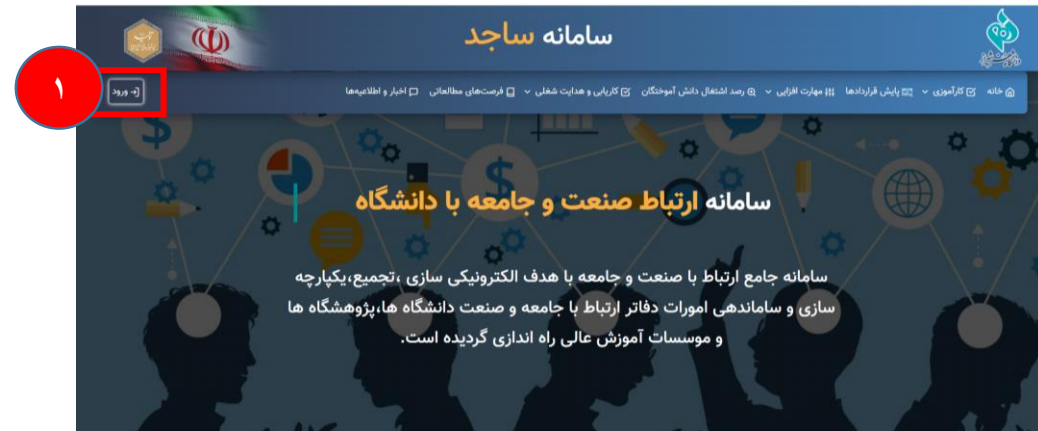 سامانه ساجد
۱
خانه کارآموزی پایش قراردادها مهارت افزایی رصد اشتغال دانش آموختگان کاریابی و هدایت شغلی فرصت‌های مطالعاتی اخبار و اطلاعیه‌ها ورود
سامانه ارتباط صنعت و جامعه با دانشگاه
سامانه جامع ارتباط با صنعت و جامعه با هدف الکترونیکی سازی ،تجمیع،یکپارچه
سازی و ساماندهی امورات دفاتر ارتباط با جامعه و صنعت دانشگاه ها،پژوهشگاه ها
و موسسات آموزش عالی راه اندازی گردیده است.